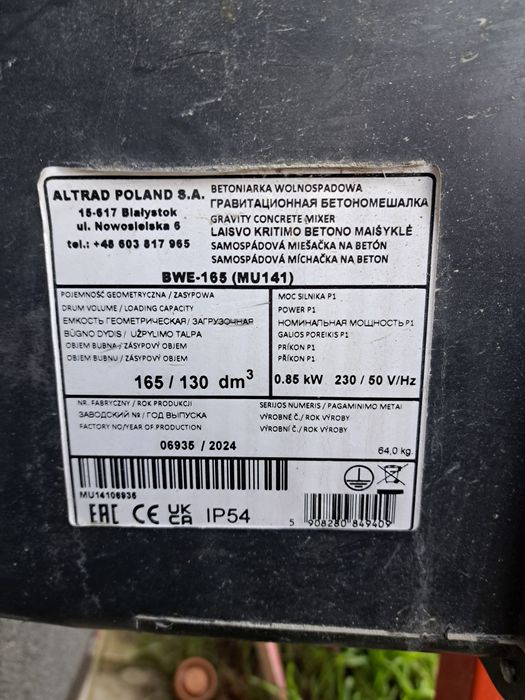 ALTRAD POLAND S.A.
15-617 Białystok
ul. Nowosielska 6
tel.: +48 603 817 965
BETONIARKA WOLNOSPADOWA
ГРАВИТАЦИОННАЯ БЕТОНОМЕШАЛКА
GRAVITY CONCRETE MIXER
LAISVO KRITIMO BETONO MAIŠYKLĖ
SAMOSPÁDOVÁ MIEŠAČKA NA BETÓN
SAMOSPÁDOVÁ MÍCHAČKA NA BETON
BWE-165 (MU141)
POJEMNOŚĆ GEOMETRYCZNA / ZASYPOWA
DRUM VOLUME / LOADING CAPACITY
ЕМКОСТЬ ГЕОМЕТРИЧЕСКАЯ / ЗАГРУЗОЧНАЯ
BŪGNO DYDIS / UŽPYLIMO TALPA
OBJEM BUBNA / ZÁSYPOVÝ OBJEM
OBJEM BUBNU / ZÁSYPOVÝ OBJEM
165 / 130 dm³
MOC SILNIKA P1
POWER P1
НОМИНАЛЬНАЯ МОЩНОСТЬ P1
GALIOS POREIKIS P1
PRÍKON P1
PŘÍKON P1
0.85 kW 230 / 50 V/Hz
NR. FABRYCZNY / ROK PRODUKCJI
ЗАВОДСКИЙ № / ГОД ВЫПУСКА
FACTORY NO/YEAR OF PRODUCTION
SERIJOS NUMERIS / PAGAMINIMO METAI
VÝROBNÉ Č./ ROK VÝROBY
VÝROBNÍ Č./ ROK VÝROBY
06935 / 2024
64,0 kg.
MU14106935
EAC CE UKCA IP54
5 908280 849409